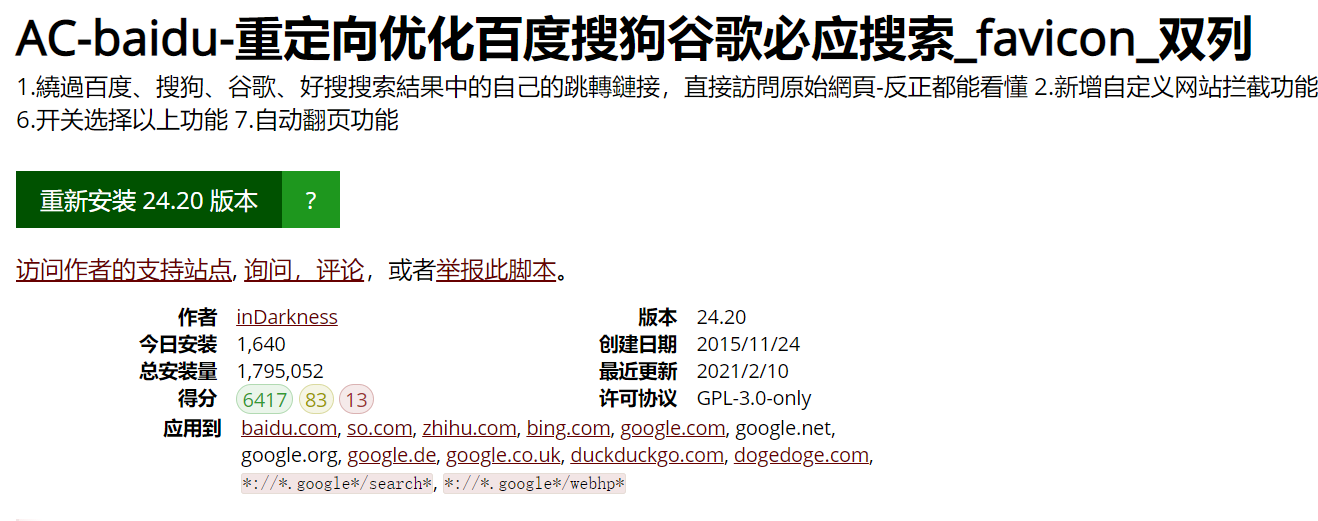 AC-baidu-重定向优化百度搜狗谷歌必应搜索_favicon_双列
1.繞過百度、搜狗、谷歌、好搜搜索結果中的自己的跳轉鏈接，直接訪問原始網頁-反正都能看懂 2.新增自定义网站拦截功能
6.开关选择以上功能 7.自动翻页功能
重新安装 24.20 版本 ?
访问作者的支持站点, 询问，评论，或者举报此脚本。
作者 inDarkness 版本 24.20
今日安装 1,640 创建日期 2015/11/24
总安装量 1,795,052 最近更新 2021/2/10
得分 6417 83 13 许可协议 GPL-3.0-only
应用到 baidu.com, so.com, zhihu.com, bing.com, google.com, google.net,
google.org, google.de, google.co.uk, duckduckgo.com, dogedoge.com,
*://*.google*/search*, *://*.google*/webhp*